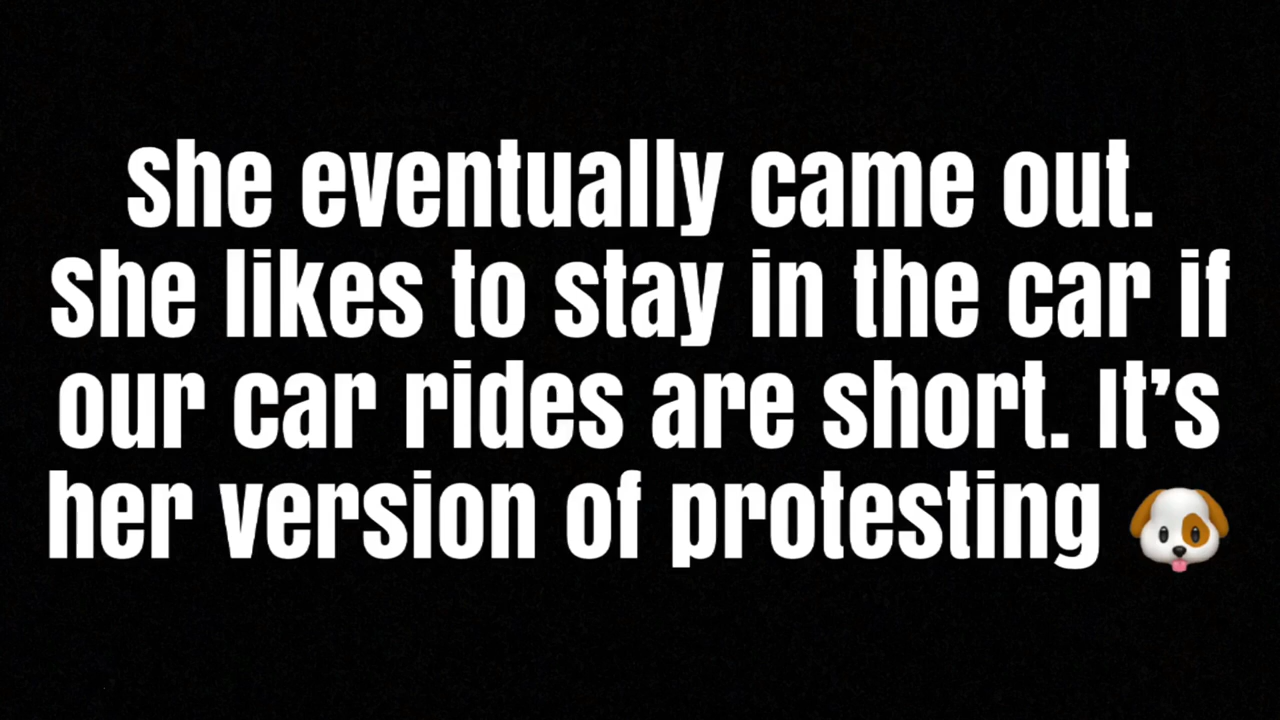 She eventually came out.
She likes to stay in the car if
our car rides are short. It’s
her version of protesting 🐶